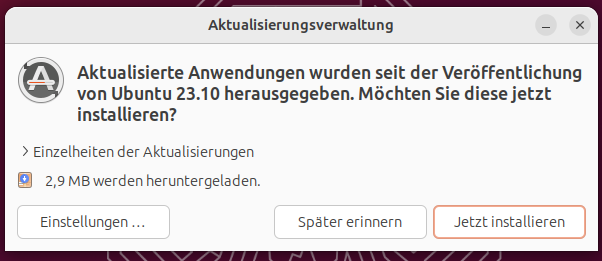 Aktualisierungsverwaltung
Aktualisierte Anwendungen wurden seit der Veröffentlichung
von Ubuntu 23.10 herausgegeben. Möchten Sie diese jetzt
installieren?
Einzelheiten der Aktualisierungen
2,9 MB werden heruntergeladen.
Einstellungen …
Später erinnern
Jetzt installieren